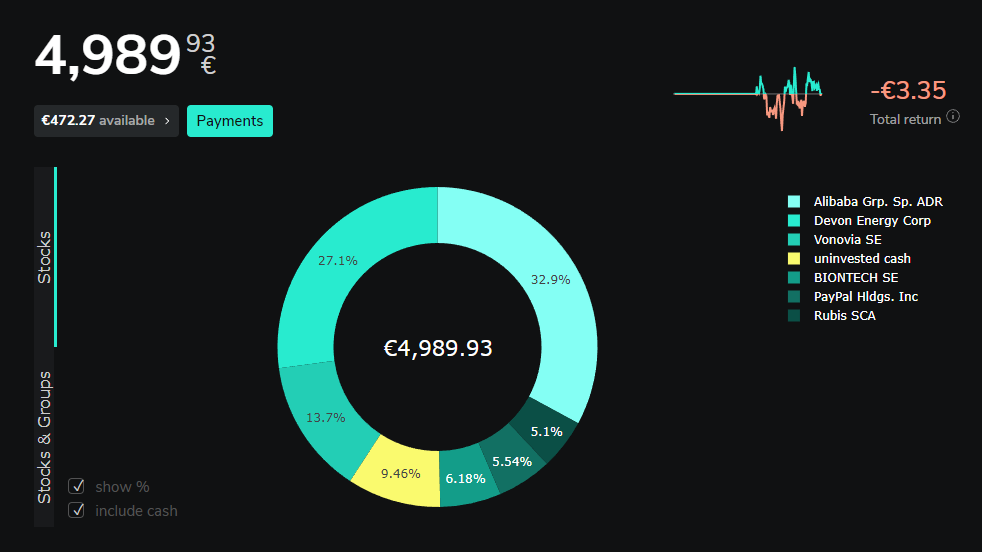 4,989 93 €
€472.27 available ›
Payments
-€3.35
Total return
Stocks
Stocks & Groups
Alibaba Grp. Sp. ADR
Devon Energy Corp
Vonovia SE
uninvested cash
BIONTECH SE
PayPal Hldgs. Inc
Rubis SCA
27.1%
32.9%
€4,989.93
13.7%
5.1%
9.46%
6.18%
5.54%
show %
include cash